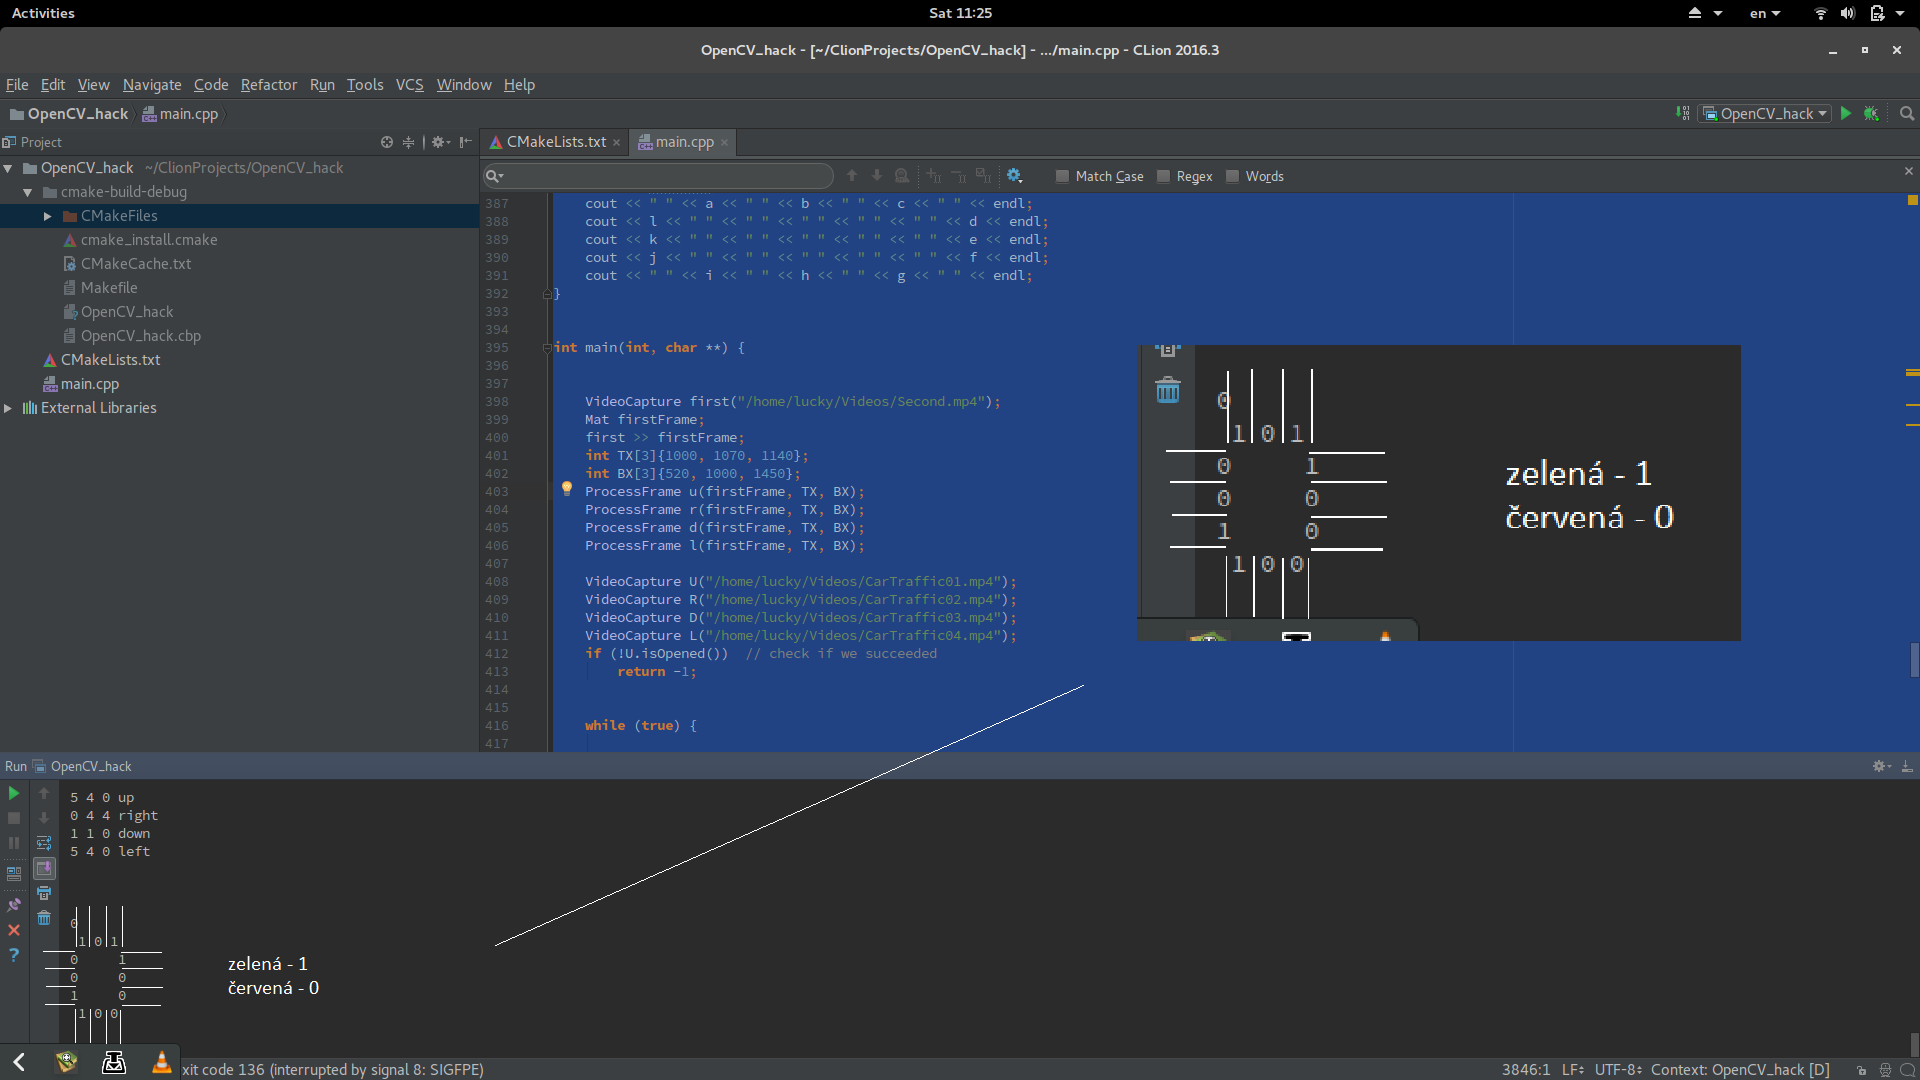 Activities
Sat 11:25
en
OpenCV_hack - [~/ClionProjects/OpenCV_hack] - .../main.cpp - CLion 2016.3
File Edit View Navigate Code Refactor Run Tools VCS Window Help
OpenCV_hack main.cpp
OpenCV_hack
Project
CMakeLists.txt main.cpp
OpenCV_hack ~/ClionProjects/OpenCV_hack
cmake-build-debug
CMakeFiles
cmake_install.cmake
CMakeCache.txt
Makefile
OpenCV_hack
OpenCV_hack.cbp
CMakeLists.txt
main.cpp
External Libraries
Match Case Regex Words
387 cout << " " << a << " " << b << " " << c << " " << endl;
388 cout << l << " " << " " << " " << " " << d << endl;
389 cout << k << " " << " " << " " << " " << e << endl;
390 cout << j << " " << " " << " " << " " << f << endl;
391 cout << " " << i << " " << h << " " << g << " " << endl;
392 }
393
394
395 int main(int, char **) {
396
397
398 VideoCapture first("/home/lucky/Videos/Second.mp4");
399 Mat firstFrame;
400 first >> firstFrame;
401 int TX[3]{1000, 1070, 1140};
402 int BX[3]{520, 1000, 1450};
403 ProcessFrame u(firstFrame, TX, BX);
404 ProcessFrame r(firstFrame, TX, BX);
405 ProcessFrame d(firstFrame, TX, BX);
406 ProcessFrame l(firstFrame, TX, BX);
407
408 VideoCapture U("/home/lucky/Videos/CarTraffic01.mp4");
409 VideoCapture R("/home/lucky/Videos/CarTraffic02.mp4");
410 VideoCapture D("/home/lucky/Videos/CarTraffic03.mp4");
411 VideoCapture L("/home/lucky/Videos/CarTraffic04.mp4");
412 if (!U.isOpened()) // check if we succeeded
413 return -1;
414
415
416 while (true) {
417
0
1 0 1
0 1
0 0
1 0
1 0 0
zelená - 1
červená - 0
Run OpenCV_hack
5 4 0 up
0 4 4 right
1 1 0 down
5 4 0 left
0
1 0 1
0 1
0 0
1 0
1 0 0
zelená - 1
červená - 0
xit code 136 (interrupted by signal 8: SIGFPE)
3846:1 LF÷ UTF-8÷ Context: OpenCV_hack [D]